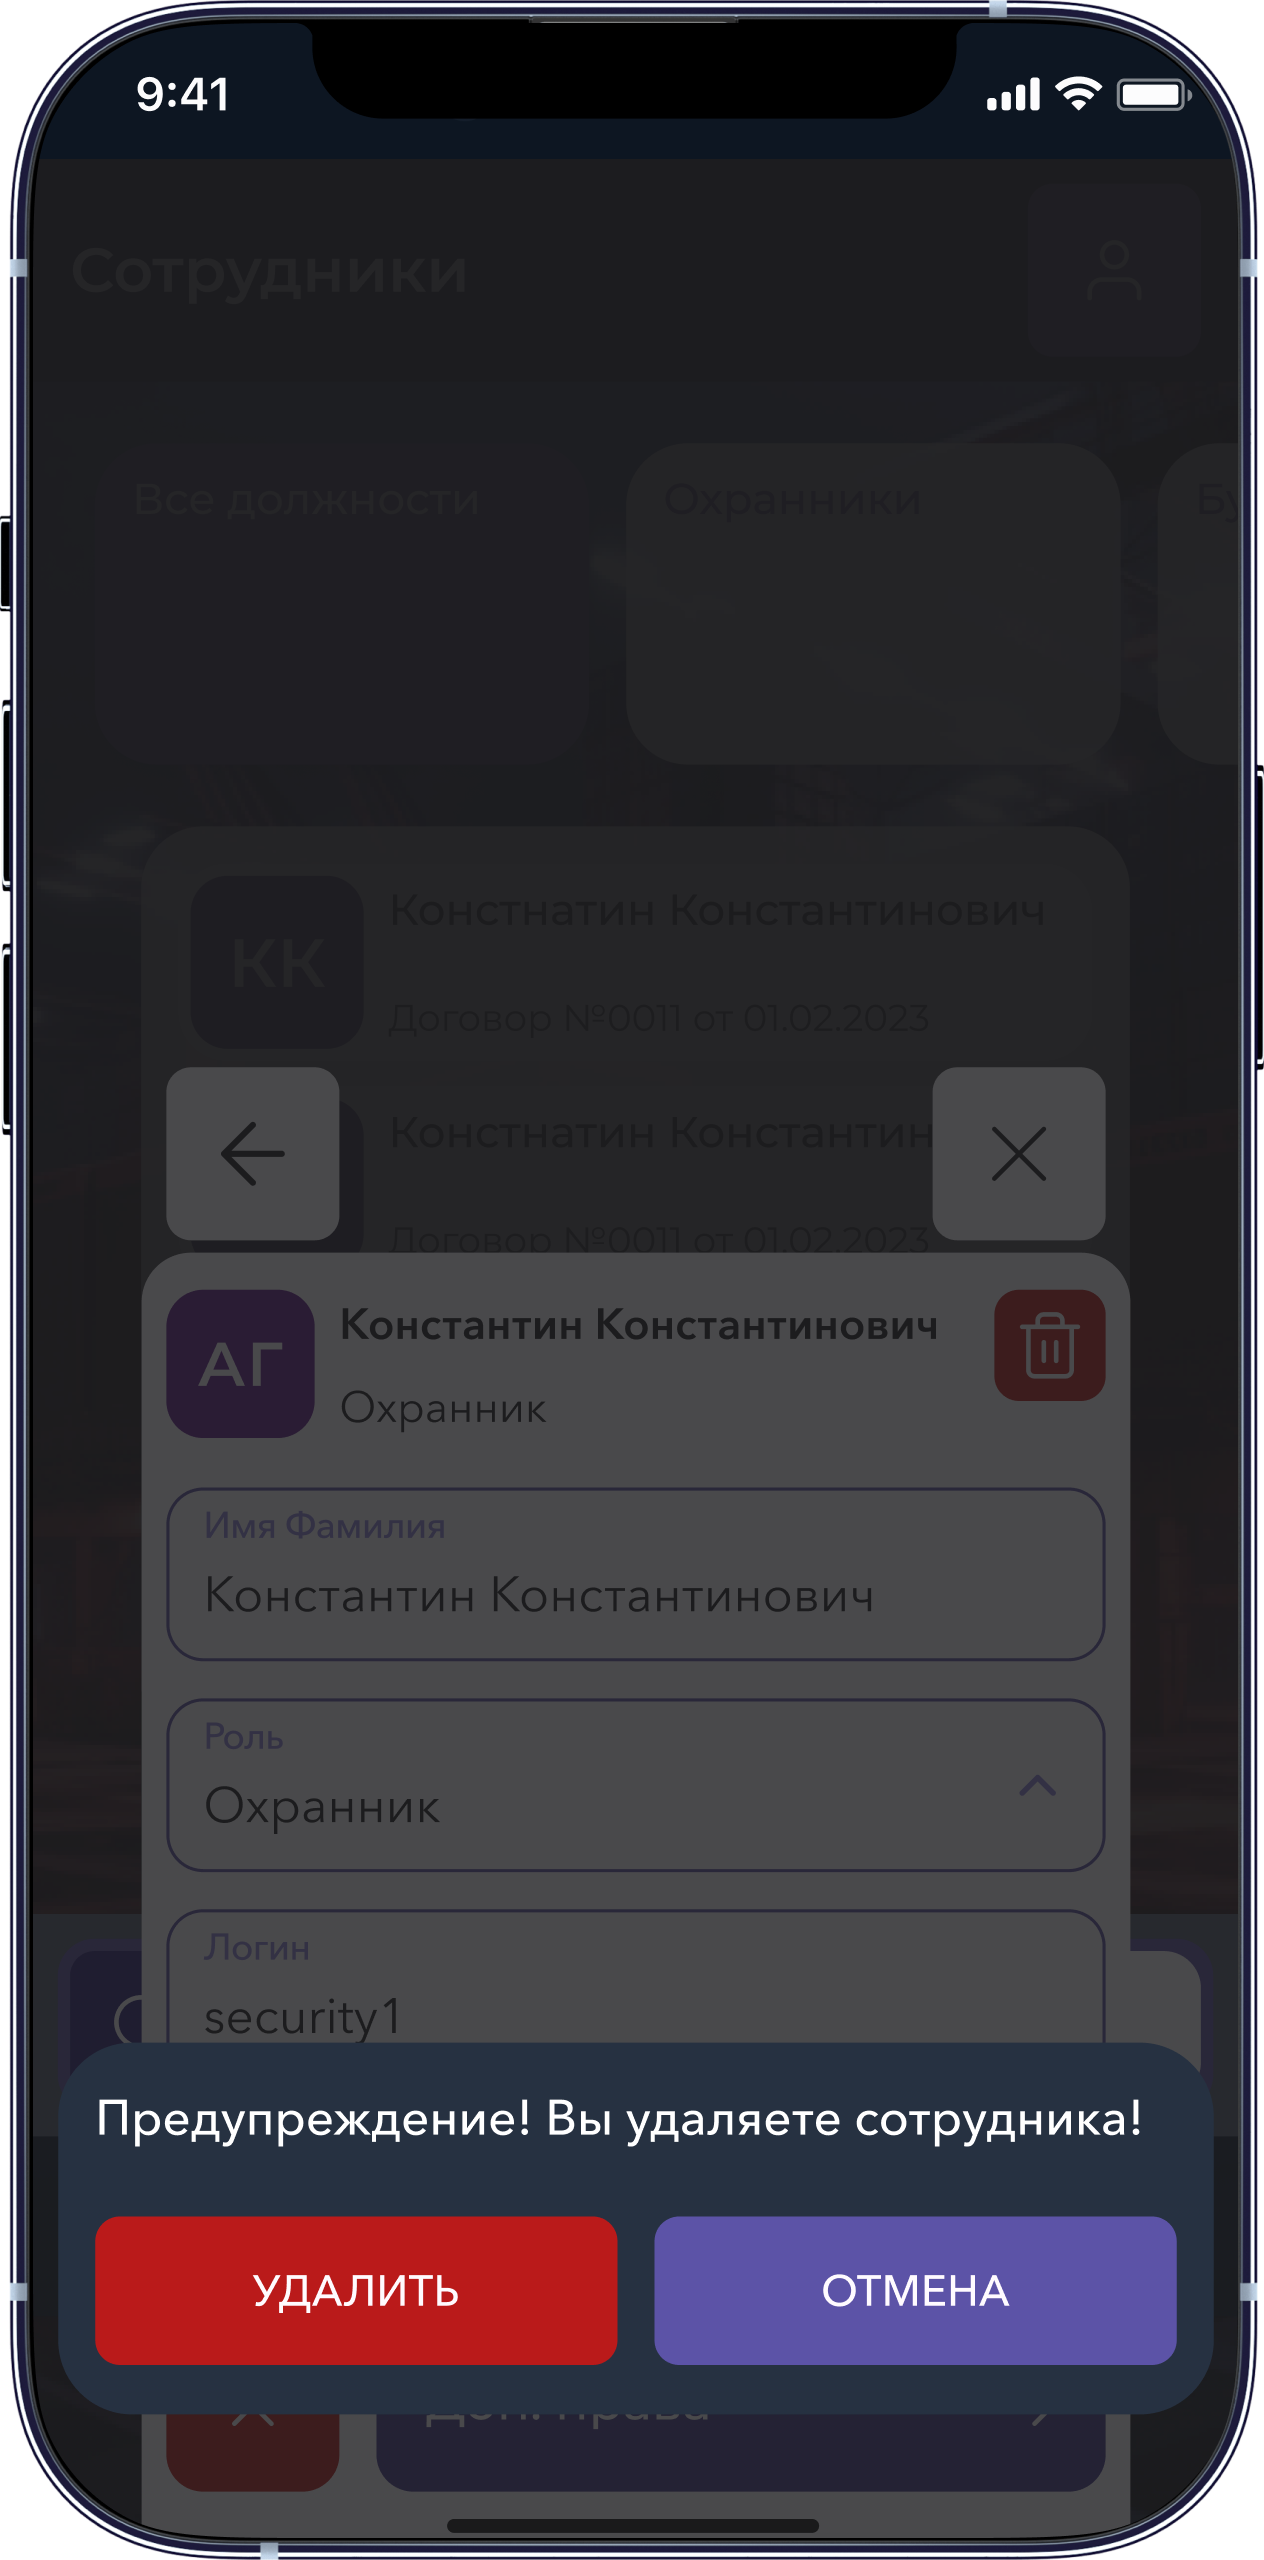 9:41
Сотрудники
Все должности
Охранники
Бу
КК
Констнатин Константинович
Договор №0011 от 01.02.2023
Констнатин Константин
Договор №0011 от 01.02.2023
АГ
Константин Константинович
Охранник
Имя Фамилия
Константин Константинович
Роль
Охранник
Логин
security1
Предупреждение! Вы удаляете сотрудника!
УДАЛИТЬ
ОТМЕНА
Доп. права